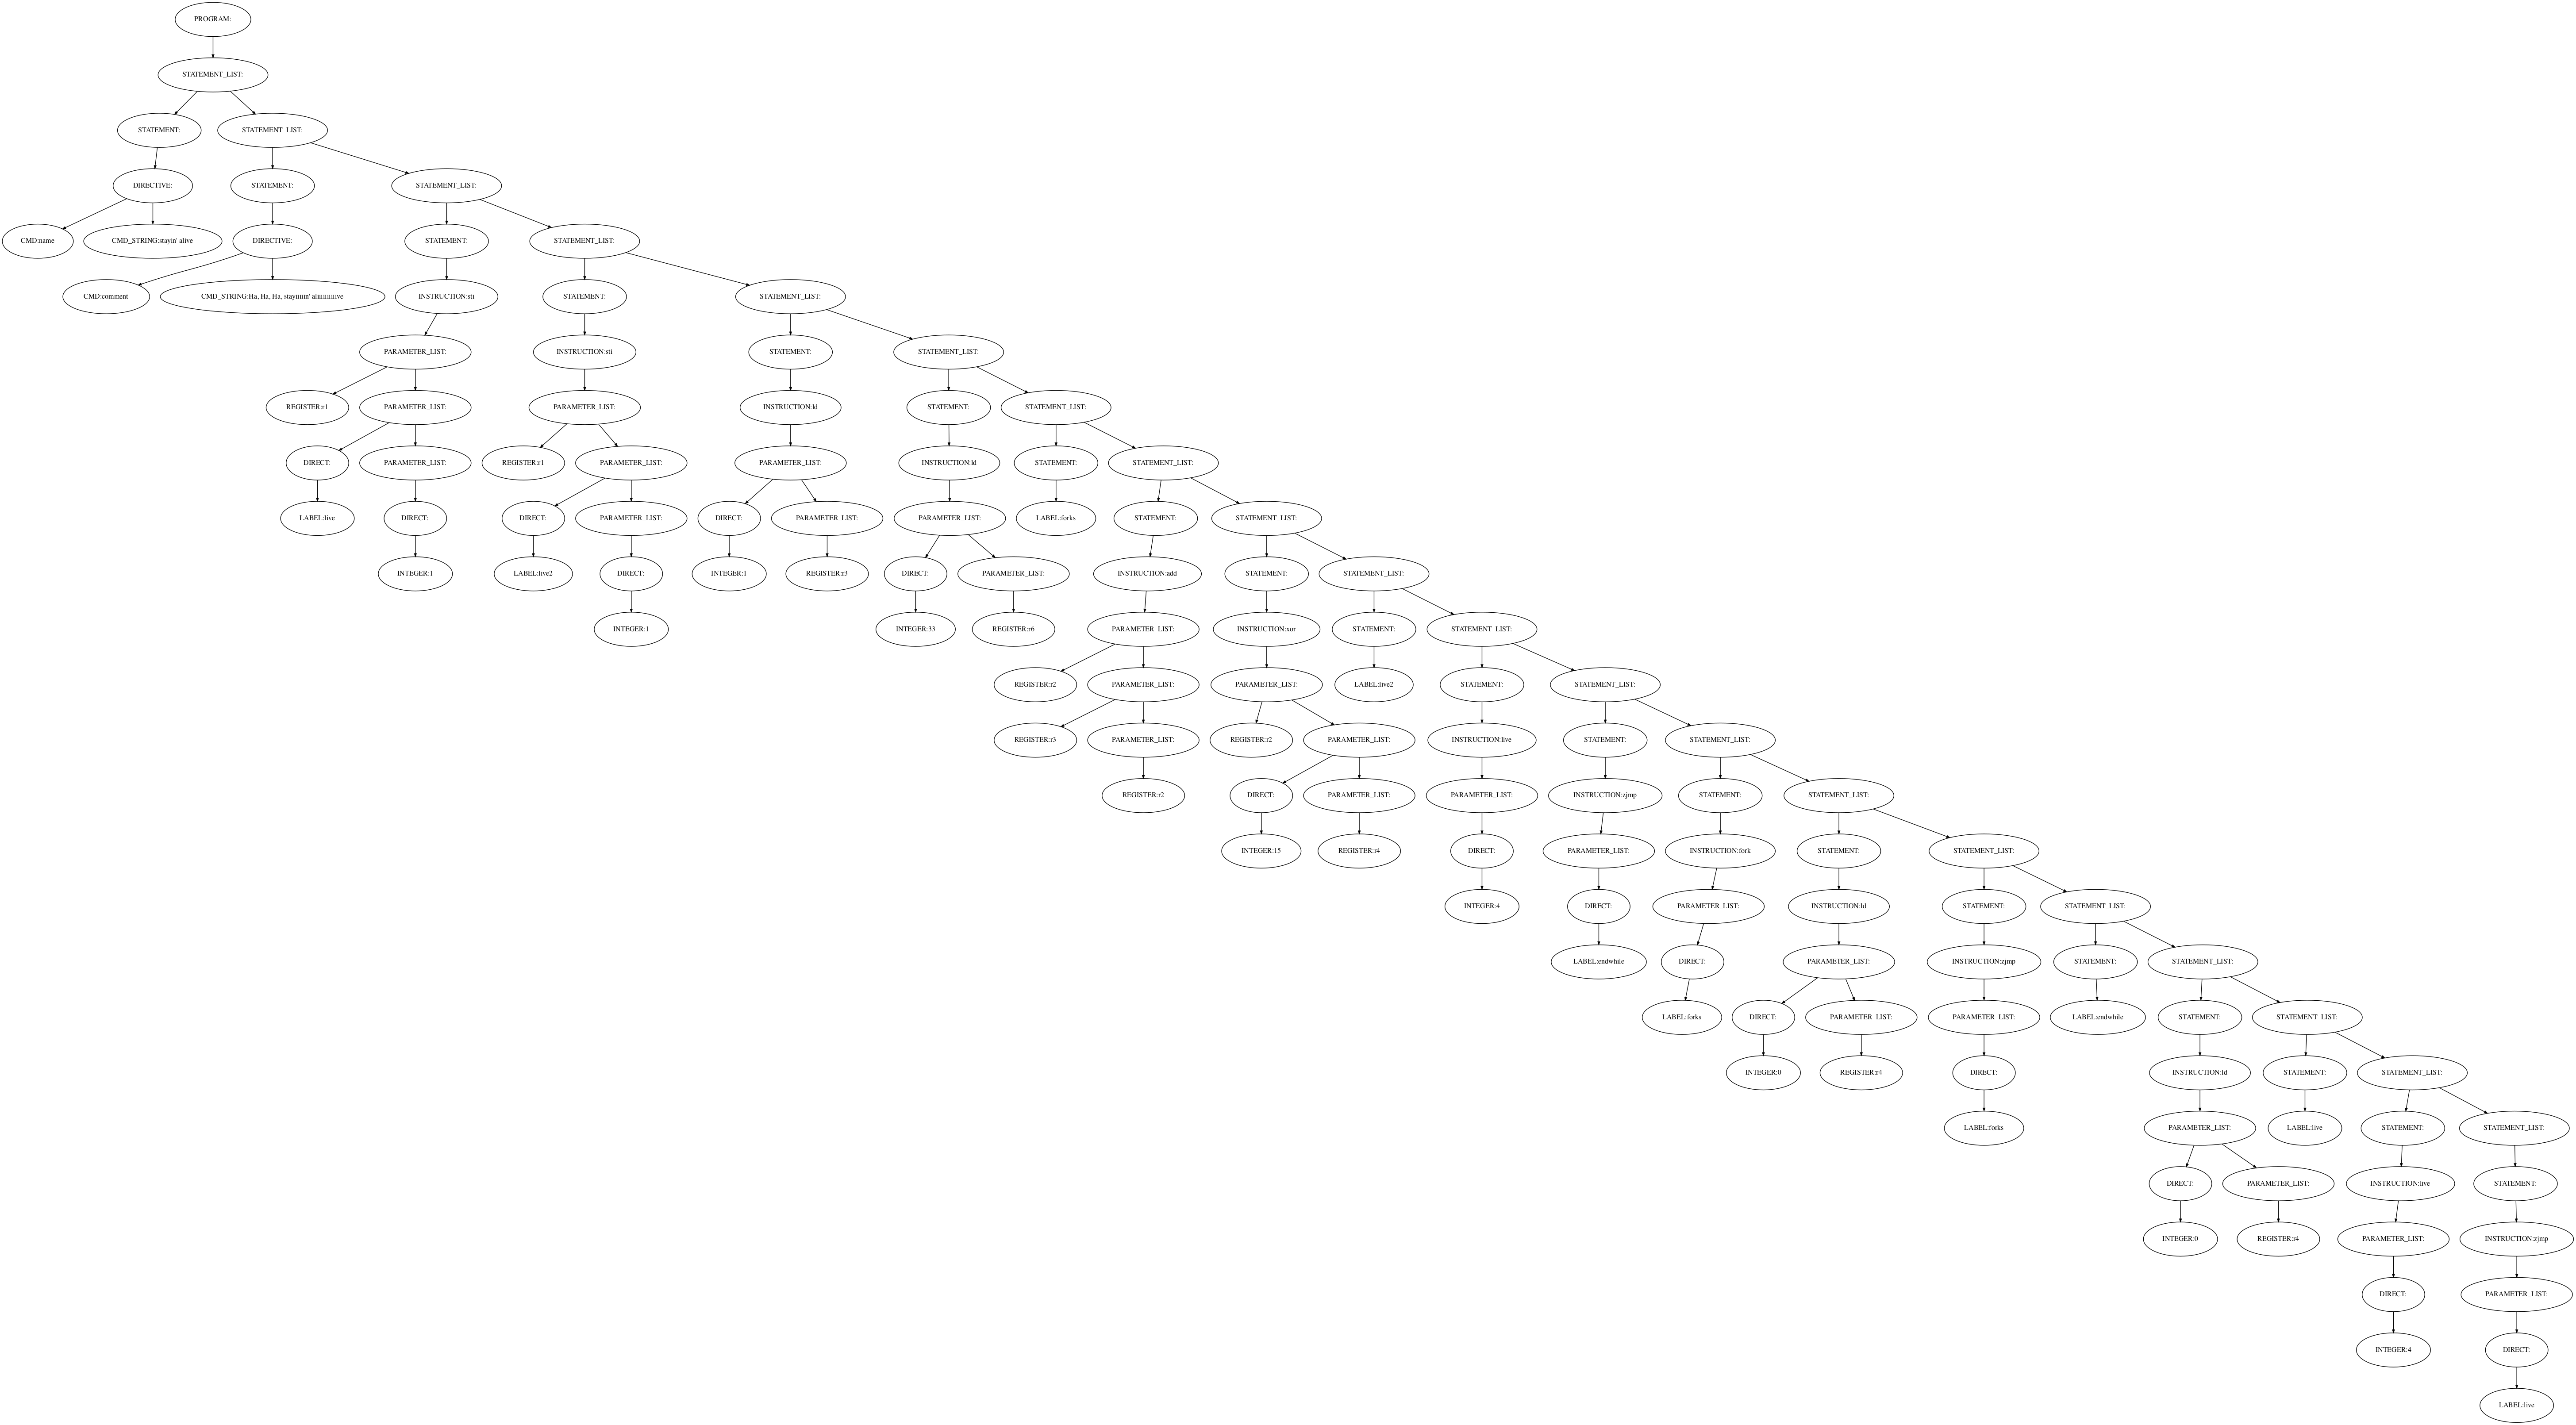 PROGRAM:
STATEMENT_LIST:
STATEMENT: STATEMENT_LIST:
DIRECTIVE: STATEMENT: STATEMENT_LIST:
CMD:name CMD_STRING:stayin' alive DIRECTIVE: STATEMENT: STATEMENT_LIST:
CMD:comment CMD_STRING:Ha, Ha, Ha, stayiiiiin' aliiiiiiiiiive INSTRUCTION:sti STATEMENT: STATEMENT_LIST:
PARAMETER_LIST: INSTRUCTION:sti STATEMENT: STATEMENT_LIST:
REGISTER:r1 PARAMETER_LIST: PARAMETER_LIST: INSTRUCTION:ld STATEMENT: STATEMENT_LIST:
DIRECT: PARAMETER_LIST: REGISTER:r1 PARAMETER_LIST: PARAMETER_LIST: INSTRUCTION:ld STATEMENT: STATEMENT_LIST:
LABEL:live DIRECT: DIRECT: PARAMETER_LIST: DIRECT: PARAMETER_LIST: PARAMETER_LIST: LABEL:forks STATEMENT: STATEMENT_LIST:
INTEGER:1 LABEL:live2 DIRECT: INTEGER:1 REGISTER:r3 DIRECT: PARAMETER_LIST: INSTRUCTION:add STATEMENT: STATEMENT_LIST:
INTEGER:1 INTEGER:33 REGISTER:r6 PARAMETER_LIST: INSTRUCTION:xor STATEMENT: STATEMENT_LIST:
REGISTER:r2 PARAMETER_LIST: PARAMETER_LIST: LABEL:live2 STATEMENT: STATEMENT_LIST:
REGISTER:r3 PARAMETER_LIST: REGISTER:r2 PARAMETER_LIST: INSTRUCTION:live STATEMENT: STATEMENT_LIST:
REGISTER:r2 DIRECT: PARAMETER_LIST: PARAMETER_LIST: INSTRUCTION:zjmp STATEMENT: STATEMENT_LIST:
INTEGER:15 REGISTER:r4 DIRECT: PARAMETER_LIST: INSTRUCTION:fork STATEMENT: STATEMENT_LIST:
INTEGER:4 DIRECT: PARAMETER_LIST: INSTRUCTION:ld STATEMENT: STATEMENT_LIST:
LABEL:endwhile DIRECT: PARAMETER_LIST: INSTRUCTION:zjmp STATEMENT: STATEMENT_LIST:
LABEL:forks DIRECT: PARAMETER_LIST: PARAMETER_LIST: LABEL:endwhile STATEMENT: STATEMENT_LIST:
INTEGER:0 REGISTER:r4 DIRECT: INSTRUCTION:ld STATEMENT: STATEMENT_LIST:
LABEL:forks PARAMETER_LIST: LABEL:live STATEMENT: STATEMENT_LIST:
DIRECT: PARAMETER_LIST: INSTRUCTION:live STATEMENT:
INTEGER:0 REGISTER:r4 PARAMETER_LIST: INSTRUCTION:zjmp
DIRECT: PARAMETER_LIST:
INTEGER:4 DIRECT:
LABEL:live